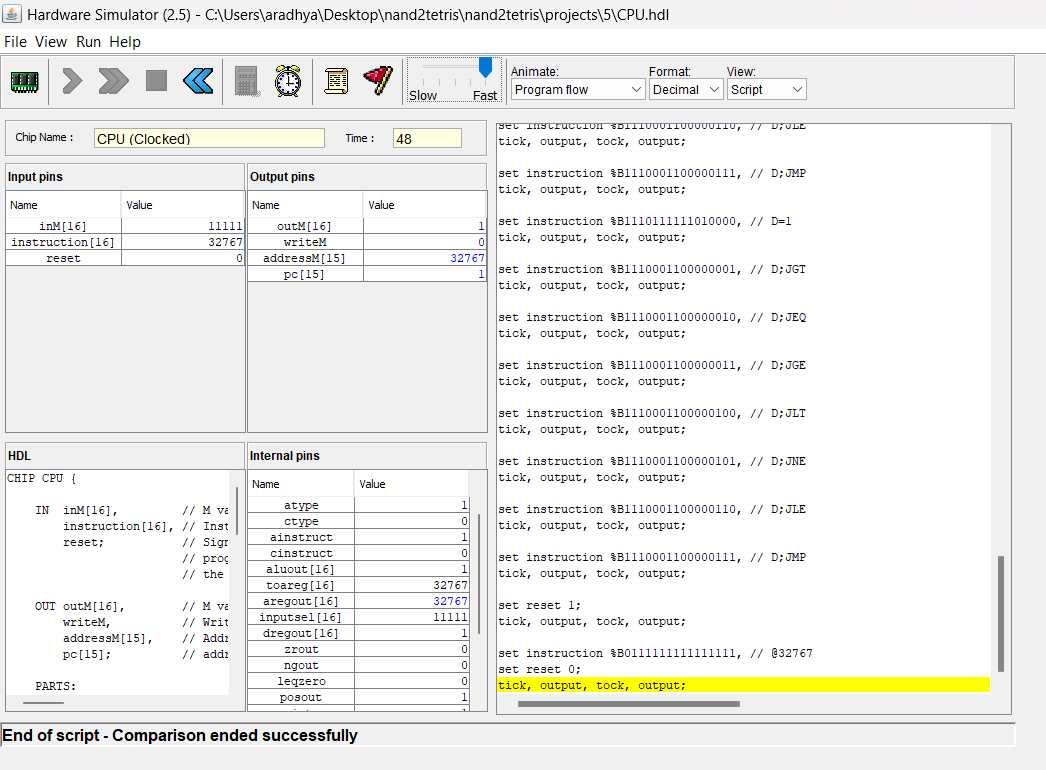 Hardware Simulator (2.5) - C:\Users\aradhya\Desktop\nand2tetris\nand2tetris\projects\5\CPU.hdl
File View Run Help
Slow Fast
Animate: Format: View:
Program flow Decimal Script
Chip Name : CPU (Clocked) Time : 48
Input pins
Name Value
inM[16] 11111
instruction[16] 32767
reset 0
Output pins
Name Value
outM[16] 1
writeM 0
addressM[15] 32767
pc[15] 1
HDL
CHIP CPU {
IN inM[16], // M va
instruction[16], // Inst
reset; // Sign
// prog
// the
OUT outM[16], // M va
writeM, // Writ
addressM[15], // Addr
pc[15]; // addr
PARTS:
Internal pins
Name Value
atype 1
ctype 0
ainstruct 1
cinstruct 0
aluout[16] 1
toareg[16] 32767
aregout[16] 32767
inputsel[16] 11111
dregout[16] 1
zrout 0
ngout 0
leqzero 0
posout 1
set instruction %B1110001100000110, // D;JLE
tick, output, tock, output;
set instruction %B1110001100000111, // D;JMP
tick, output, tock, output;
set instruction %B1110111111010000, // D=1
tick, output, tock, output;
set instruction %B1110001100000001, // D;JGT
tick, output, tock, output;
set instruction %B1110001100000010, // D;JEQ
tick, output, tock, output;
set instruction %B1110001100000011, // D;JGE
tick, output, tock, output;
set instruction %B1110001100000100, // D;JLT
tick, output, tock, output;
set instruction %B1110001100000101, // D;JNE
tick, output, tock, output;
set instruction %B1110001100000110, // D;JLE
tick, output, tock, output;
set instruction %B1110001100000111, // D;JMP
tick, output, tock, output;
set reset 1;
tick, output, tock, output;
set instruction %B0111111111111111, // @32767
set reset 0;
tick, output, tock, output;
End of script - Comparison ended successfully